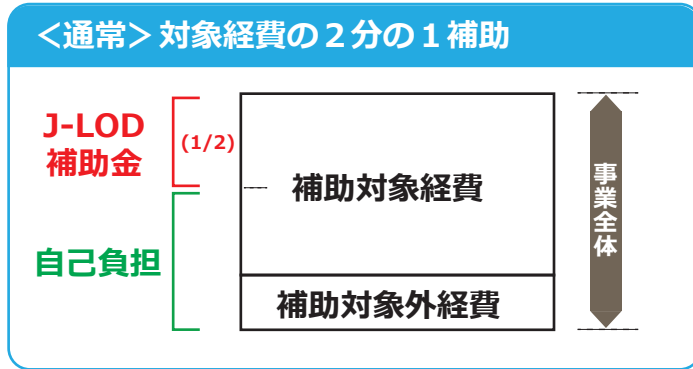 ＜通常＞対象経費の２分の１補助
J-LOD
補助金
(1/2)
補助対象経費
自己負担
補助対象外経費
事業全体